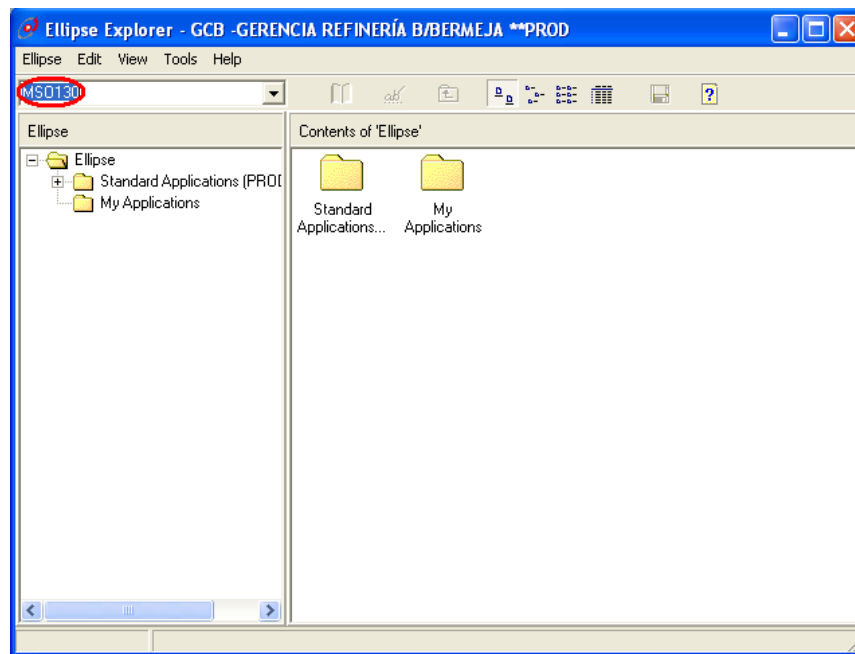 Ellipse Explorer - GCB -GERENCIA REFINERÍA B/BERMEJA **PROD
Ellipse Edit View Tools Help
MSO130
Ellipse
Contents of 'Ellipse'
Ellipse
Standard Applications (PROD
My Applications
Standard Applications...
My Applications